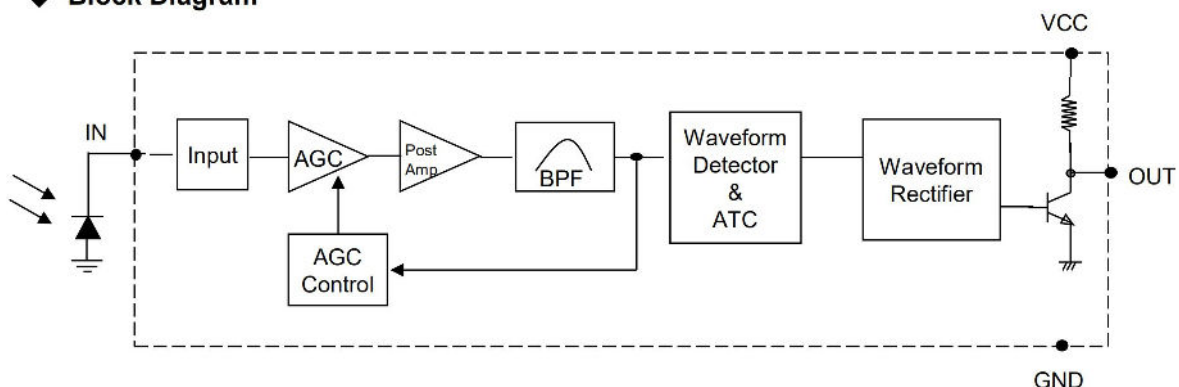 Block Diagram
VCC
IN
Input
AGC
Post
Amp
BPF
Waveform
Detector
&
ATC
Waveform
Rectifier
OUT
AGC
Control
GND